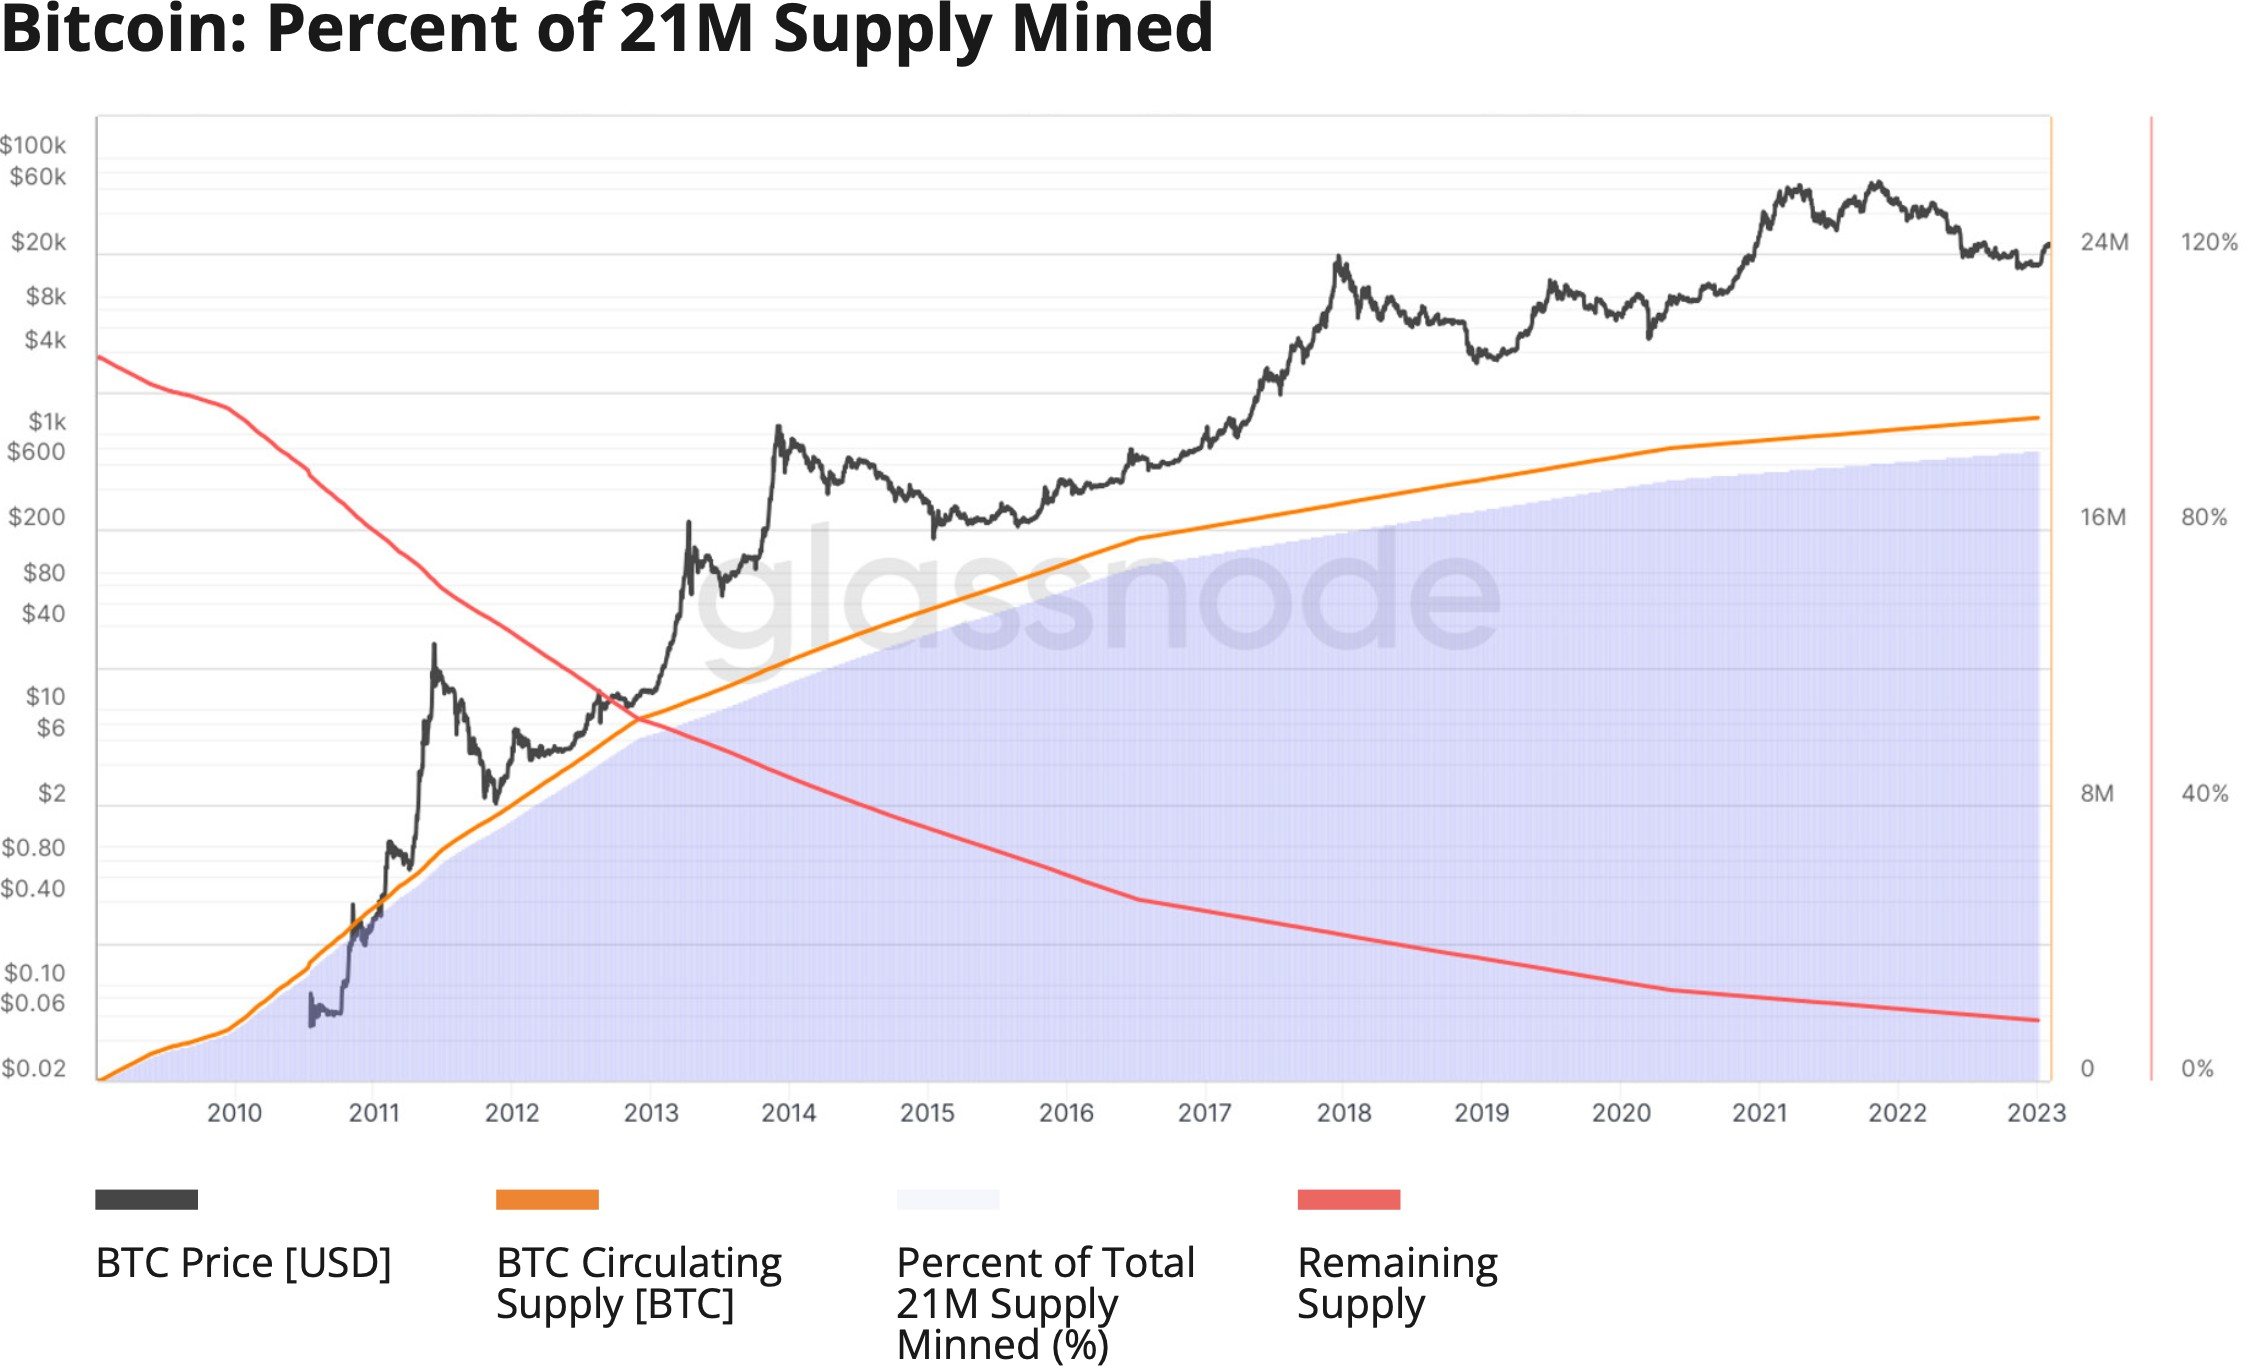 Bitcoin: Percent of 21M Supply Mined
$100k
$60k
$20k
$8k
$4k
$1k
$600
$200
$80
$40
$10
$6
$2
$0.80
$0.40
$0.10
$0.06
$0.02
glassnode
24M 120%
16M 80%
8M 40%
0 0%
2010 2011 2012 2013 2014 2015 2016 2017 2018 2019 2020 2021 2022 2023
BTC Price [USD]
BTC Circulating
Supply [BTC]
Percent of Total
21M Supply
Minned (%)
Remaining
Supply